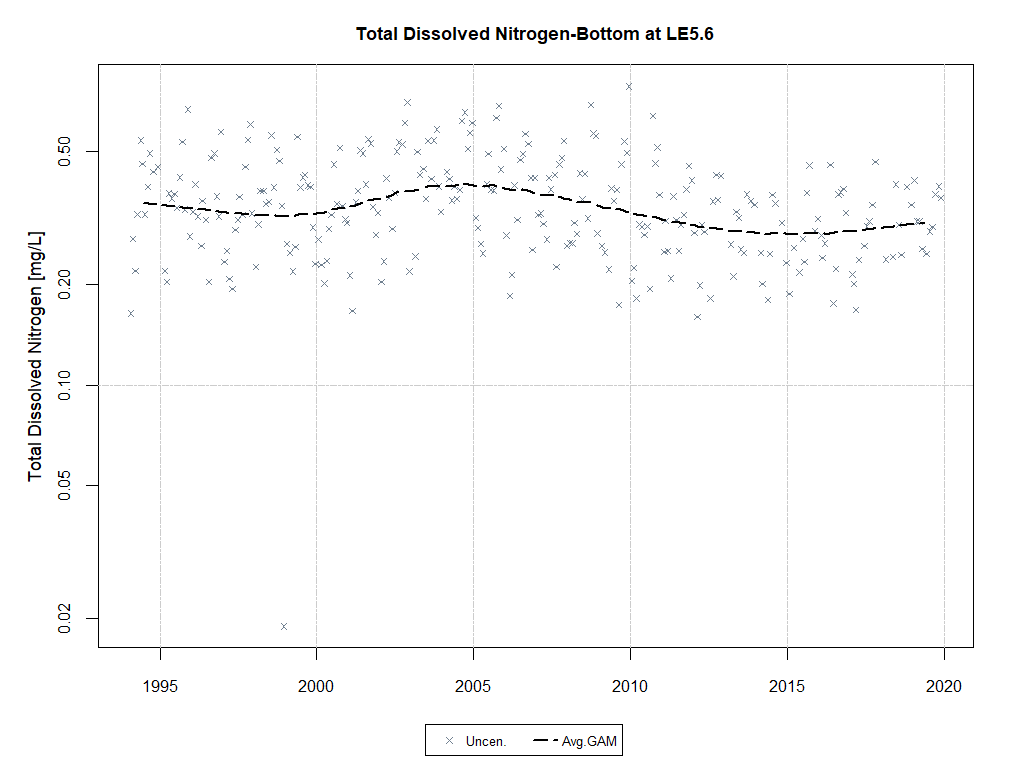 Total Dissolved Nitrogen-Bottom at LE5.6
Total Dissolved Nitrogen [mg/L]
0.50
0.20
0.10
0.05
0.02
1995 2000 2005 2010 2015 2020
Uncen. Avg.GAM